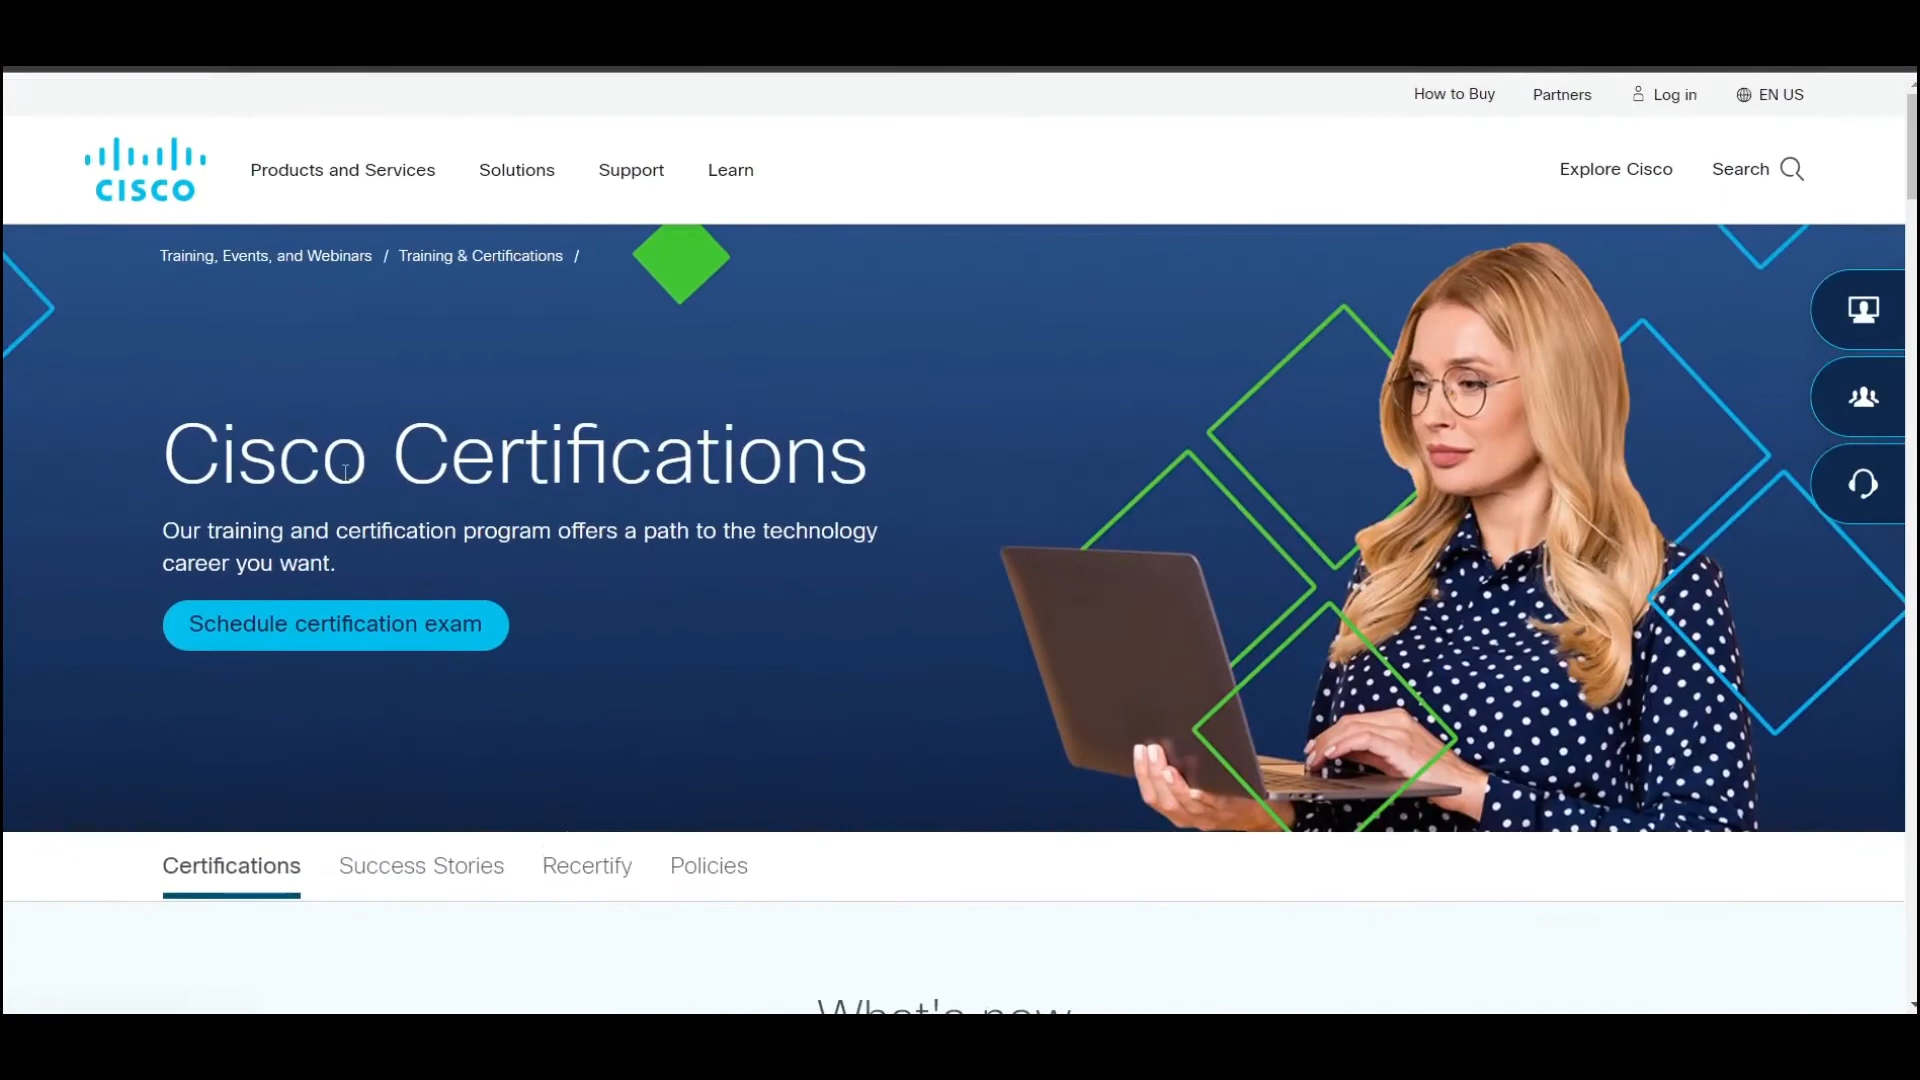 How to Buy Partners Log in EN US
CISCO
Products and Services Solutions Support Learn Explore Cisco Search
Training, Events, and Webinars / Training & Certifications /
Cisco Certifications
Our training and certification program offers a path to the technology
career you want.
Schedule certification exam
Certifications Success Stories Recertify Policies
What's new